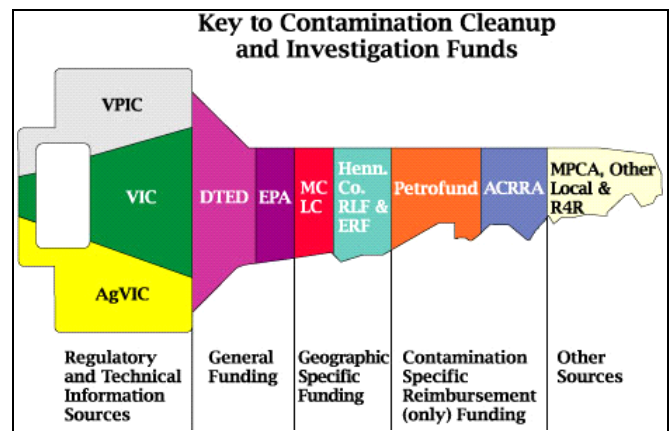 Key to Contamination Cleanup
and Investigation Funds
VPIC
VIC
AgVIC
DTED
EPA
MC
LC
Henn.
Co.
RLF &
ERF
Petrofund
ACRRA
MPCA, Other
Local &
R4R
Regulatory
and Technical
Information
Sources
General
Funding
Geographic
Specific
Funding
Contamination
Specific
Reimbursement
(only) Funding
Other
Sources